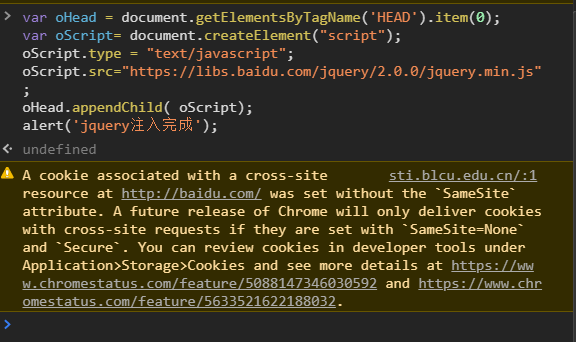 var oHead = document.getElementsByTagName('HEAD').item(0);
var oScript= document.createElement("script");
oScript.type = "text/javascript";
oScript.src="https://libs.baidu.com/jquery/2.0.0/jquery.min.js"
;
oHead.appendChild( oScript);
alert('jquery注入完成');
undefined
A cookie associated with a cross-site sti.blcu.edu.cn/:1
resource at http://baidu.com/ was set without the `SameSite`
attribute. A future release of Chrome will only deliver cookies
with cross-site requests if they are set with `SameSite=None`
and `Secure`. You can review cookies in developer tools under
Application>Storage>Cookies and see more details at https://ww
w.chromestatus.com/feature/5088147346030592 and https://www.chr
omestatus.com/feature/5633521622188032.